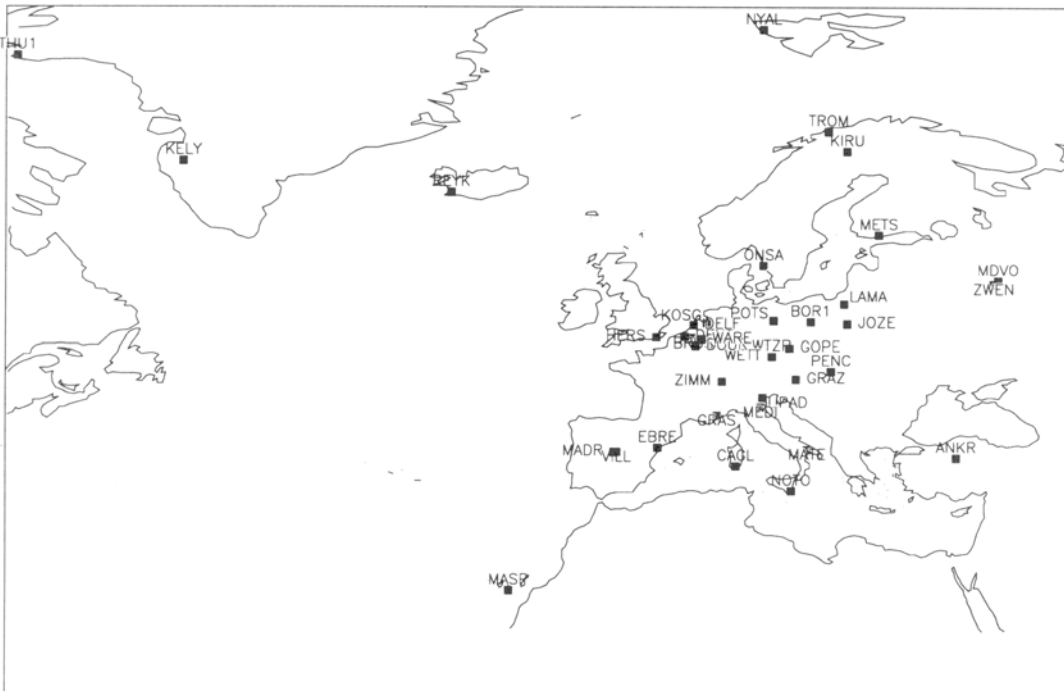 NYAL
THU1
TROM
KIRU
KELY
REYK
METS
ONSA
MDVO
ZWEN
LAMA
KOSG
DELF
POTS
BOR1
JOZE
HERS
WARE
WTZR
GOPE
WETT
PENC
ZIMM
GRAZ
UPAD
MEDI
GRAS
EBRE
MADR
VILL
CAGL
MATE
ANKR
NOTO
MASP